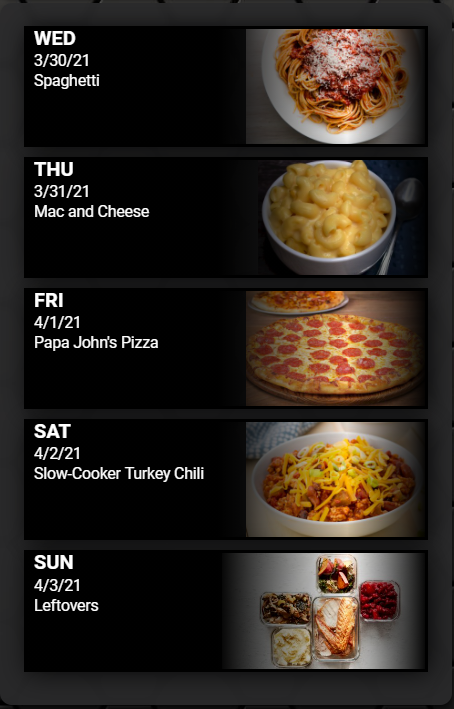 WED
3/30/21
Spaghetti
THU
3/31/21
Mac and Cheese
FRI
4/1/21
Papa John's Pizza
SAT
4/2/21
Slow-Cooker Turkey Chili
SUN
4/3/21
Leftovers